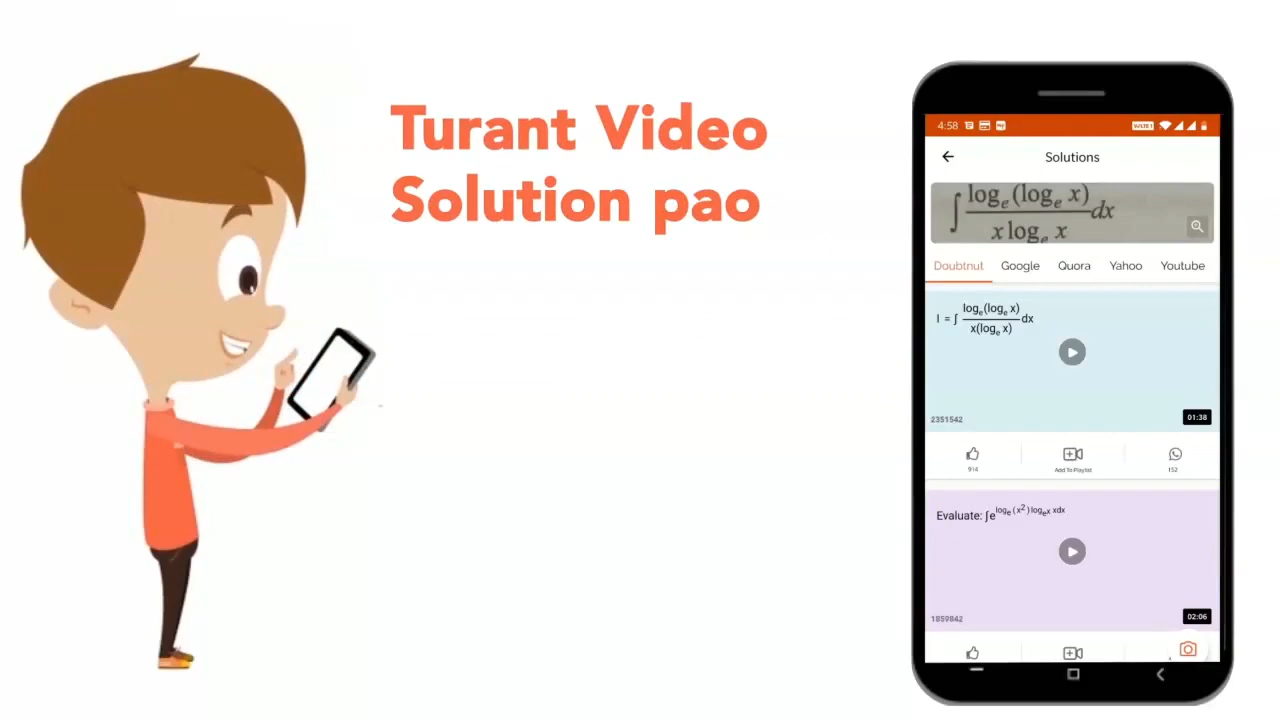 Turant Video
Solution pao
4:58
Solutions
∫ log_e (log_e x) / x log_e x dx
Doubtnut Google Quora Yahoo Youtube
I = ∫ log_e(log_e x) / x(log_e x) dx
2351542
01:38
914
Add To Playlist
152
Evaluate: ∫e^log_e (x^2) log_e x xdx
1859842
02:06